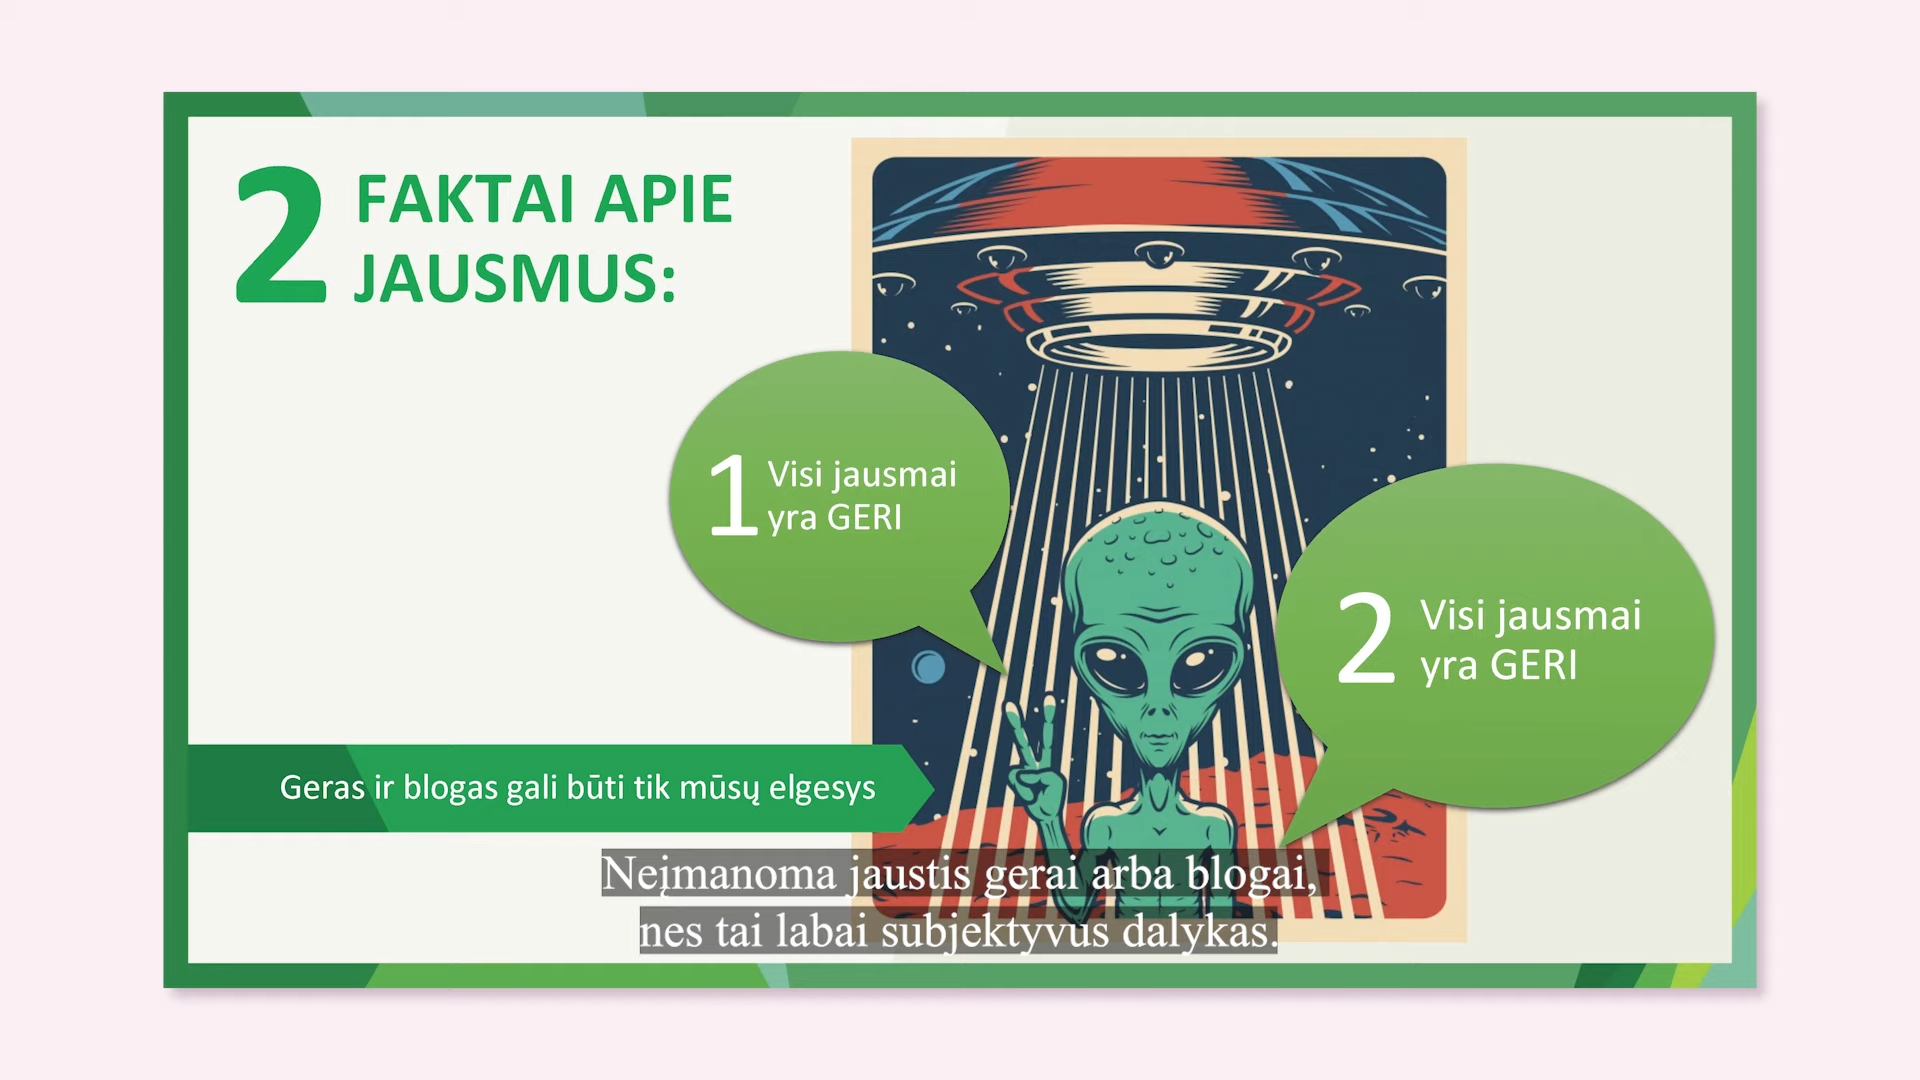 2 FAKTAI APIE
JAUSMUS:
1 Visi jausmai
yra GERI
2 Visi jausmai
yra GERI
Geras ir blogas gali būti tik mūsų elgesys
Neįmanoma jaustis gerai arba blogai,
nes tai labai subjektyvus dalykas.